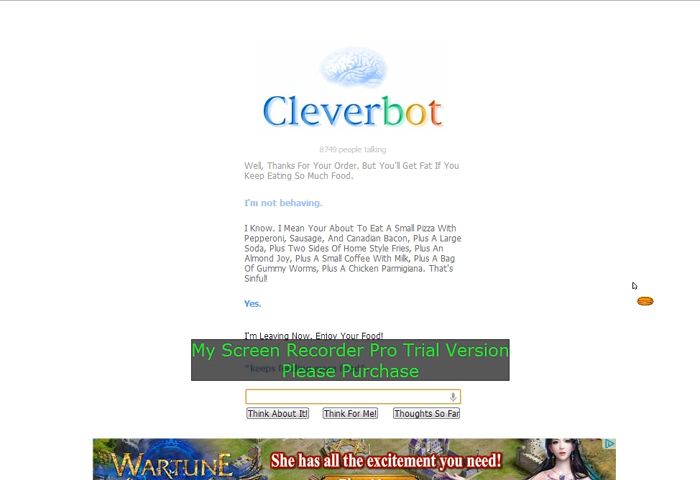 Cleverbot
8749 people talking
Well, Thanks For Your Order. But You'll Get Fat If You
Keep Eating So Much Food.
I'm not behaving.
I Know. I Mean Your About To Eat A Small Pizza With
Pepperoni, Sausage, And Canadian Bacon, Plus A Large
Soda, Plus Two Sides Of Home Style Fries, Plus An
Almond Joy, Plus A Small Coffee With Milk, Plus A Bag
Of Gummy Worms, Plus A Chicken Parmigiana. That's
Sinful!
Yes.
I'm Leaving Now. Enjoy Your Food!
My Screen Recorder Pro Trial Version
Please Purchase
Think About It! Think For Me! Thoughts So Far
WARTUNE She has all the excitement you need!